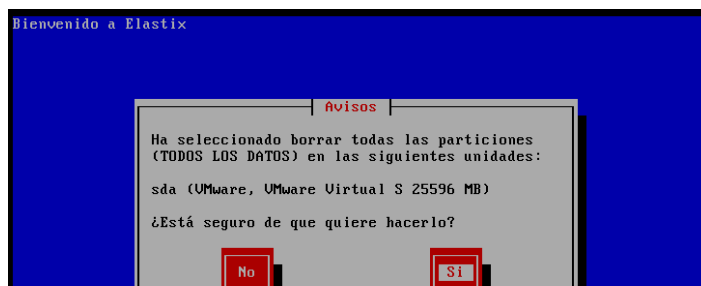 Bienvenido a Elastix
Avisos
Ha seleccionado borrar todas las particiones
(TODOS LOS DATOS) en las siguientes unidades:
sda (VMware, VMware Virtual S 25596 MB)
¿Está seguro de que quiere hacerlo?
No Si